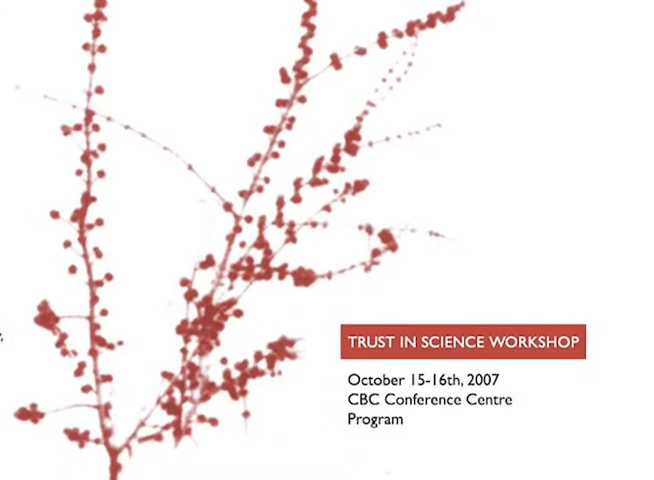 TRUST IN SCIENCE WORKSHOP
October 15-16th, 2007
CBC Conference Centre
Program